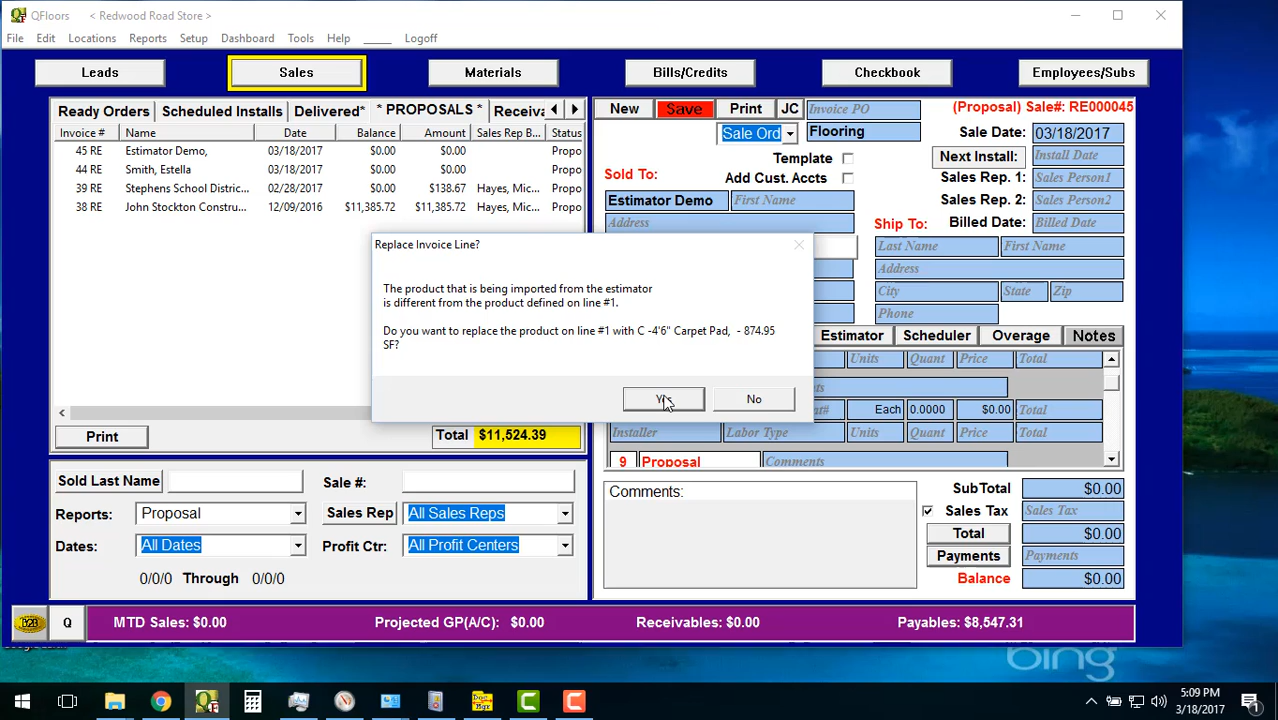 QFloors < Redwood Road Store >
File Edit Locations Reports Setup Dashboard Tools Help _____ Logoff
Leads Sales Materials Bills/Credits Checkbook Employees/Subs
Ready Orders Scheduled Installs Delivered* * PROPOSALS * Receiva
Invoice # Name Date Balance Amount Sales Rep B... Status
45 RE Estimator Demo, 03/18/2017 $0.00 $0.00 Propo
44 RE Smith, Estella 03/18/2017 $0.00 $0.00 Propo
39 RE Stephens School Distric... 02/28/2017 $0.00 $138.67 Hayes, Mic... Propo
38 RE John Stockton Constru... 12/09/2016 $11,385.72 $11,385.72 Hayes, Mic... Propo
Print Total $11,524.39
Sold Last Name Sale #:
Reports: Proposal Sales Rep All Sales Reps
Dates: All Dates Profit Ctr: All Profit Centers
0/0/0 Through 0/0/0
New Save Print JC Invoice PO (Proposal) Sale#: RE000045
Sale Ord Flooring Sale Date: 03/18/2017
Template Next Install: Install Date
Sold To: Add Cust. Accts Sales Rep. 1: Sales Person1
Estimator Demo First Name Sales Rep. 2: Sales Person2
Address Ship To: Billed Date: Billed Date
Last Name First Name
Address
City State Zip
Phone
Replace Invoice Line?
The product that is being imported from the estimator
is different from the product defined on line #1.
Do you want to replace the product on line #1 with C -4'6" Carpet Pad, - 874.95
SF?
No
Estimator Scheduler Overage Notes
Units Quant Price Total
Each 0.0000 $0.00 Total
Installer Labor Type Units Quant Price Total
9 Proposal Comments
Comments:
SubTotal $0.00
Sales Tax Sales Tax
Total $0.00
Payments Payments
Balance $0.00
B2B Q MTD Sales: $0.00 Projected GP(A/C): $0.00 Receivables: $0.00 Payables: $8,547.31
bing
5:09 PM
3/18/2017